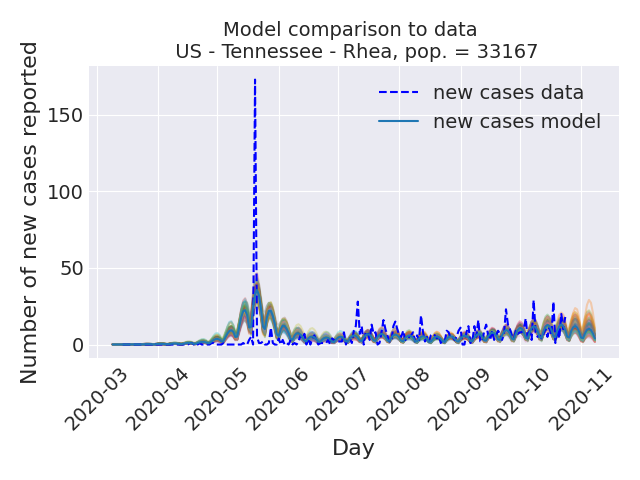 Model comparison to data
US - Tennessee - Rhea, pop. = 33167
Number of new cases reported
150
100
50
0
new cases data
new cases model
2020-03
2020-04
2020-05
2020-06
2020-07
2020-08
2020-09
2020-10
2020-11
Day